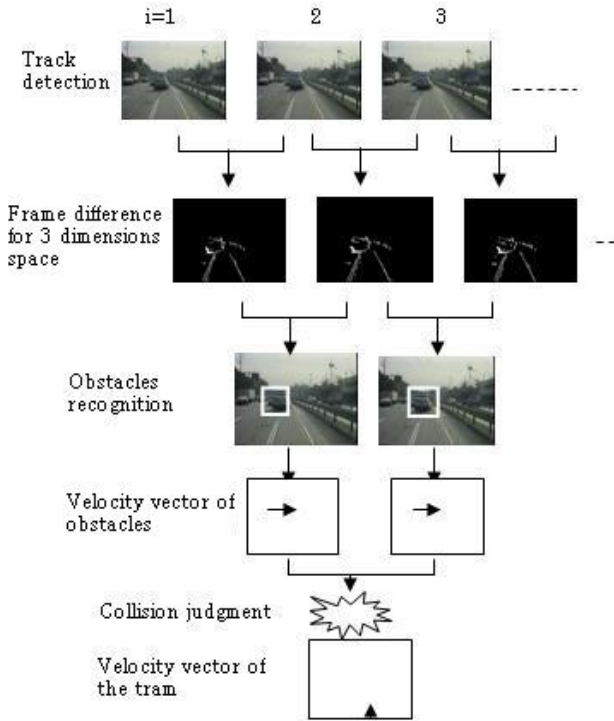 i=1 2 3
Track
detection
Frame difference
for 3 dimensions
space
Obstacles
recognition
Velocity vector of
obstacles
Collision judgment
Velocity vector of
the tram